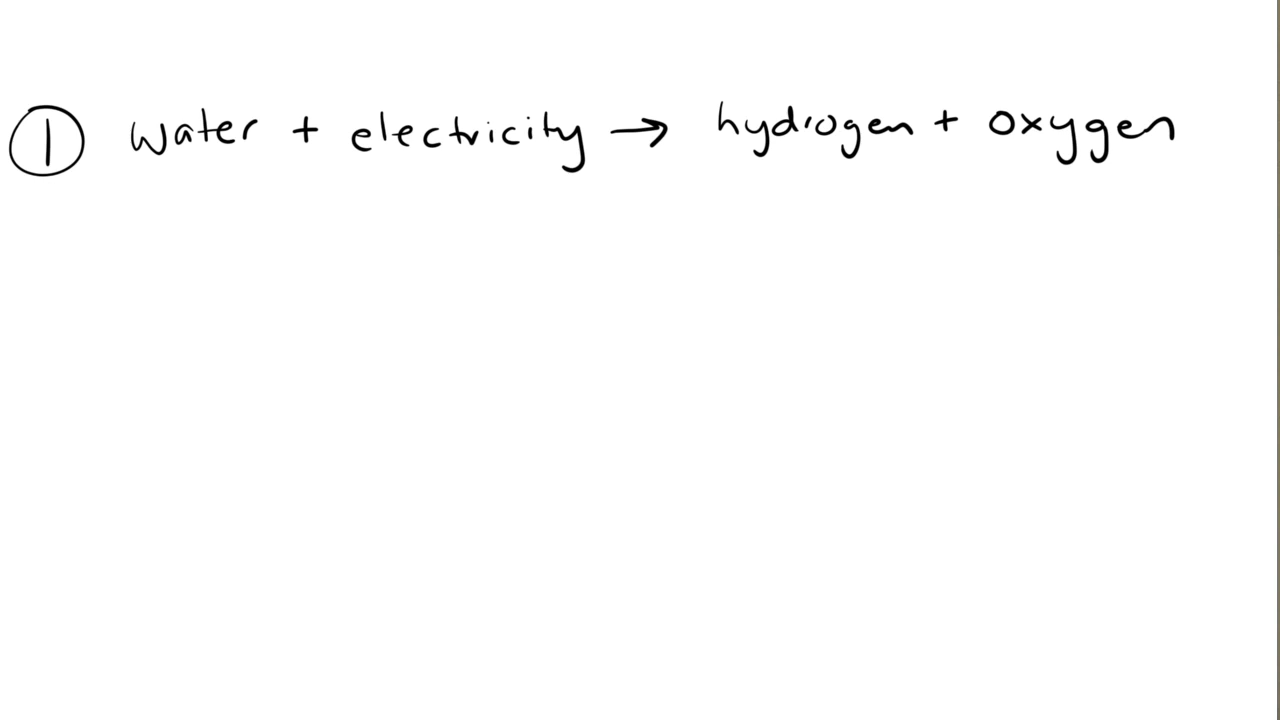 ① water + electricity → hydrogen + oxygen